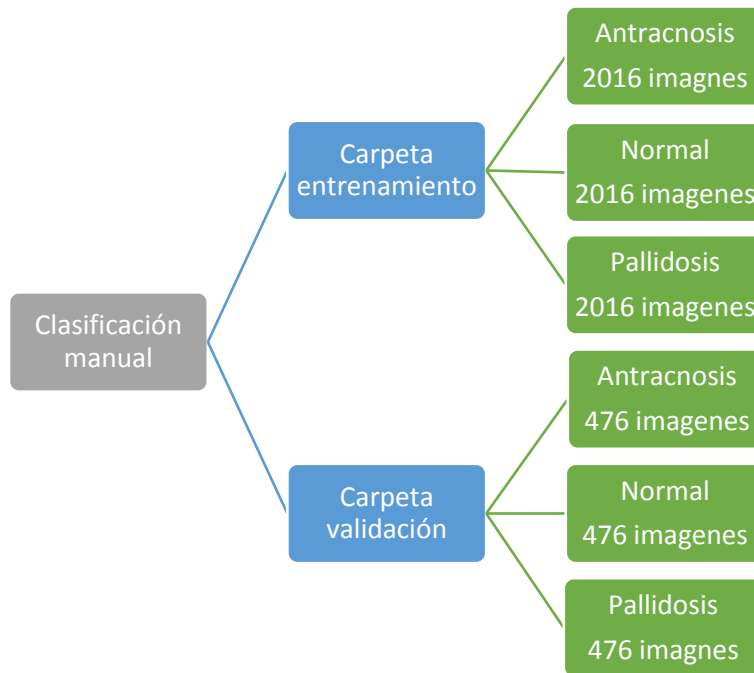 Clasificación
manual
Carpeta
entrenamiento
Antracnosis
2016 imagnes
Normal
2016 imagenes
Pallidosis
2016 imagenes
Carpeta
validación
Antracnosis
476 imagenes
Normal
476 imagenes
Pallidosis
476 imagnes